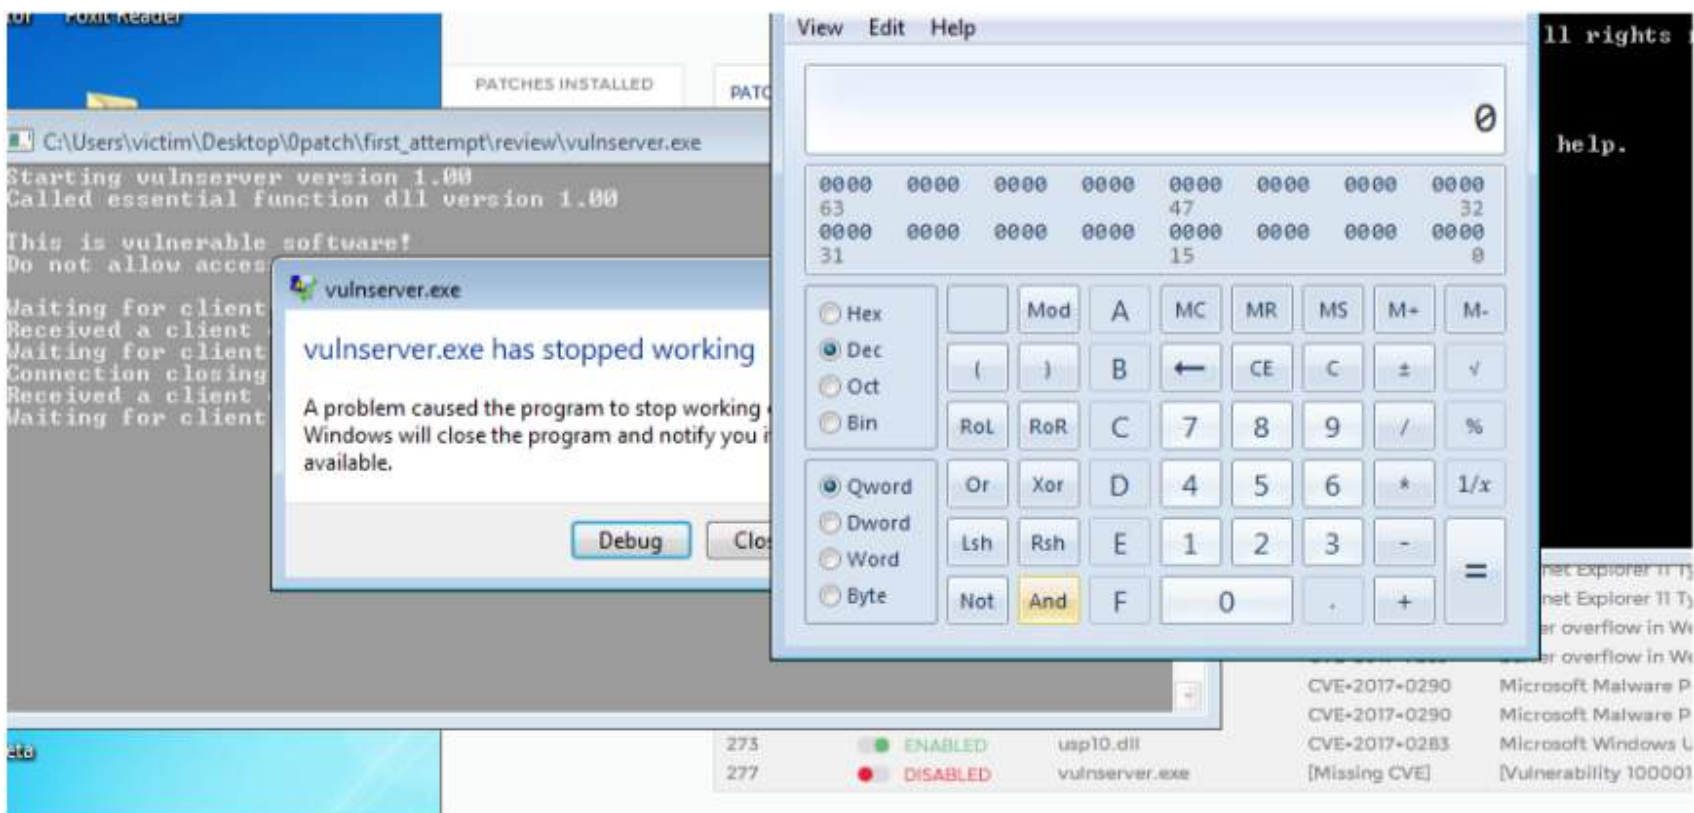 Foxit Reader
PATCHES INSTALLED
C:\Users\victim\Desktop\0patch\first_attempt\review\vulnserver.exe
Starting vulnserver version 1.00
Called essential function dll version 1.00
This is vulnerable software!
Do not allow acces
Waiting for client
Received a client
Waiting for client
Connection closing
Received a client
Waiting for client
vulnserver.exe
vulnserver.exe has stopped working
A problem caused the program to stop working
Windows will close the program and notify you
available.
Debug Clos
View Edit Help
0
0000 0000 0000 0000 0000 0000 0000 0000
63 47 32
0000 0000 0000 0000 0000 0000 0000 0000
31 15 0
Hex Mod A MC MR MS M+ M-
Dec ( ) B ← CE C ± √
Oct
Bin RoL RoR C 7 8 9 / %
Qword Or Xor D 4 5 6 * 1/x
Dword Lsh Rsh E 1 2 3 - =
Word
Byte Not And F 0 . +
ll rights
help.
net Explorer 11 Ty
net Explorer 11 Ty
er overflow in We
er overflow in We
CVE-2017-0290 Microsoft Malware P
CVE-2017-0290 Microsoft Malware P
273 ENABLED usp10.dll CVE-2017-0283 Microsoft Windows U
277 DISABLED vulnserver.exe [Missing CVE] [Vulnerability 100001